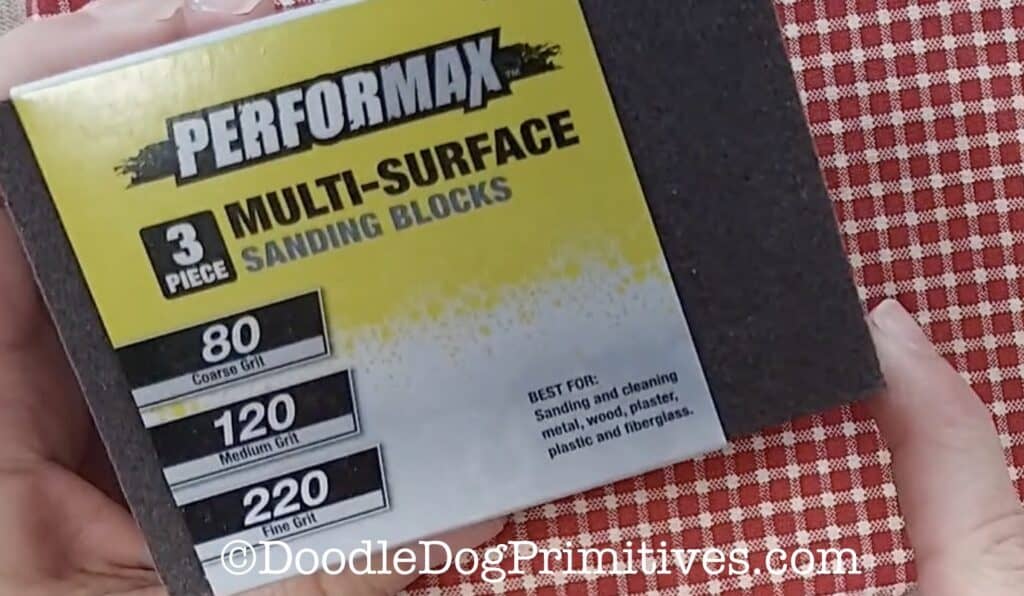 PERFORMAX™
3 PIECE
MULTI-SURFACE
SANDING BLOCKS
80
Coarse Grit
120
Medium Grit
220
Fine Grit
BEST FOR:
Sanding and cleaning
metal, wood, plaster,
plastic and fiberglass.
©DoodleDogPrimitives.com